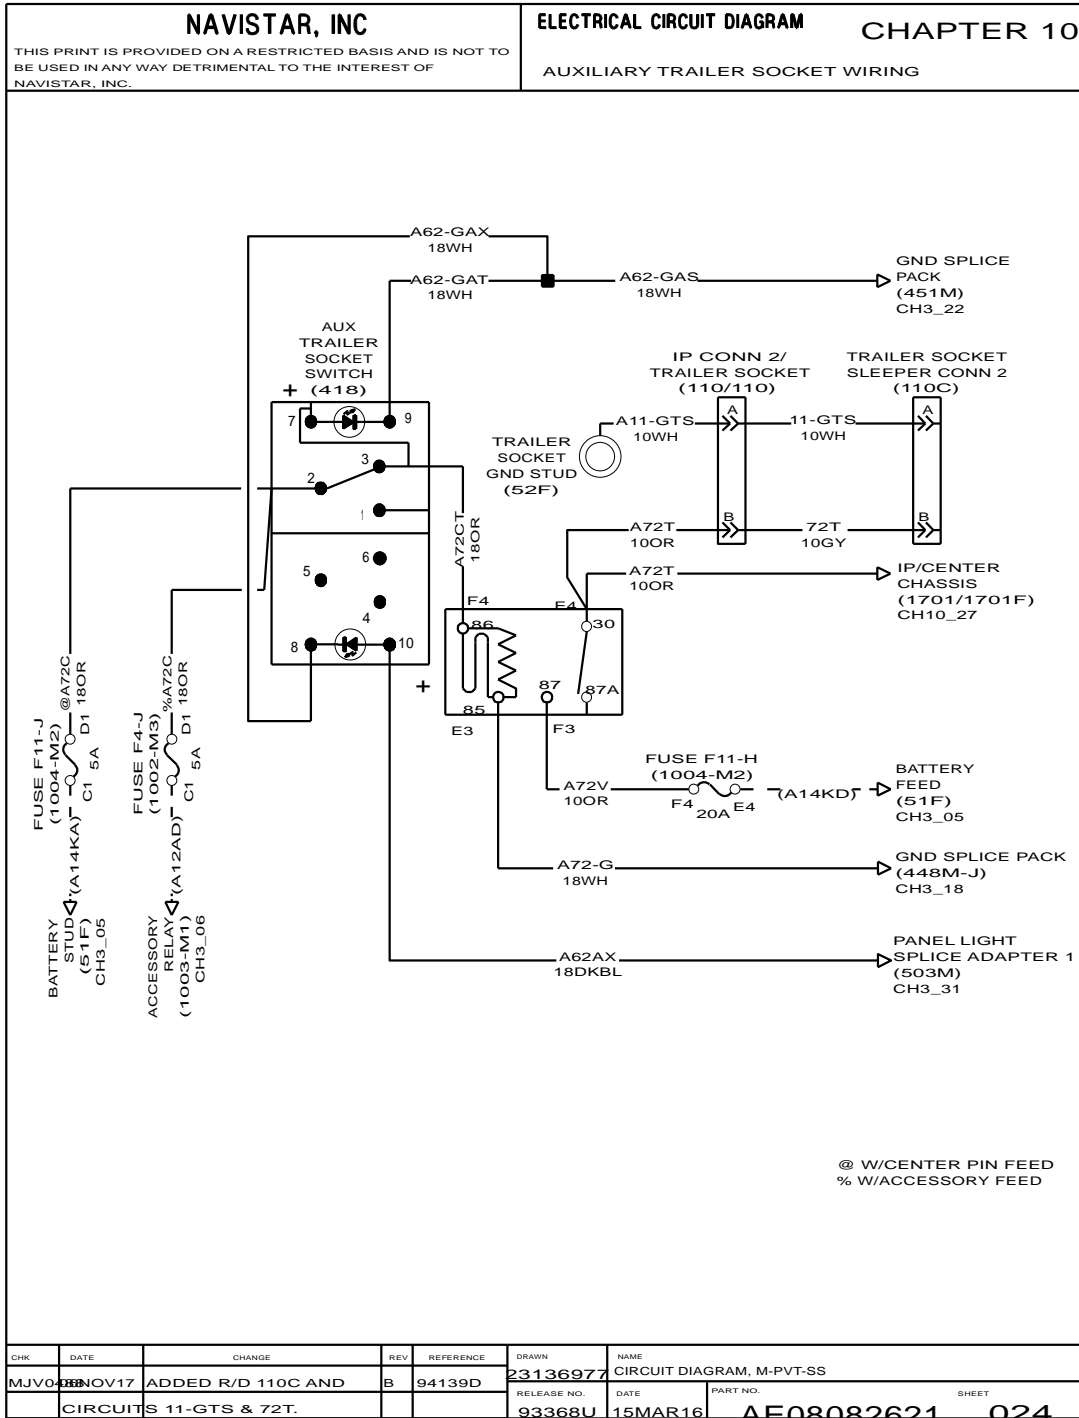 NAVISTAR, INC
THIS PRINT IS PROVIDED ON A RESTRICTED BASIS AND IS NOT TO
BE USED IN ANY WAY DETRIMENTAL TO THE INTEREST OF
NAVISTAR, INC.
ELECTRICAL CIRCUIT DIAGRAM
CHAPTER 10
AUXILIARY TRAILER SOCKET WIRING
A62-GAX
18WH
A62-GAT
18WH
A62-GAS
18WH
GND SPLICE
PACK
(451M)
CH3_22
AUX
TRAILER
SOCKET
SWITCH
+ (418)
IP CONN 2/
TRAILER SOCKET
(110/110)
TRAILER SOCKET
SLEEPER CONN 2
(110C)
7
9
A
A
A11-GTS
10WH
11-GTS
10WH
TRAILER
SOCKET
GND STUD
(52F)
3
2
1
A72CT
18OR
B
B
A72T
10OR
72T
10GY
6
5
4
8
10
A72T
10OR
IP/CENTER
CHASSIS
(1701/1701F)
CH10_27
F4
E4
86
30
+
87
87A
85
E3
F3
@A72C
18OR
D1
FUSE F11-J
(1004-M2)
C1
5A
(A14KA)
BATTERY
STUD
(51F)
CH3_05
%A72C
18OR
D1
FUSE F4-J
(1002-M3)
C1
5A
(A12AD)
ACCESSORY
RELAY
(1003-M1)
CH3_06
FUSE F11-H
(1004-M2)
A72V
10OR
F4
20A
E4
(A14KD)
BATTERY
FEED
(51F)
CH3_05
A72-G
18WH
GND SPLICE PACK
(448M-J)
CH3_18
A62AX
18DKBL
PANEL LIGHT
SPLICE ADAPTER 1
(503M)
CH3_31
@ W/CENTER PIN FEED
% W/ACCESSORY FEED
CHK DATE CHANGE REV REFERENCE
NOV17 ADDED R/D 110C AND B 94139D
CIRCUITS 11-GTS & 72T.
DRAWN
23136977
NAME
CIRCUIT DIAGRAM, M-PVT-SS
RELEASE NO.
93368U
DATE
15MAR16
PART NO.
AE08082621
SHEET
024